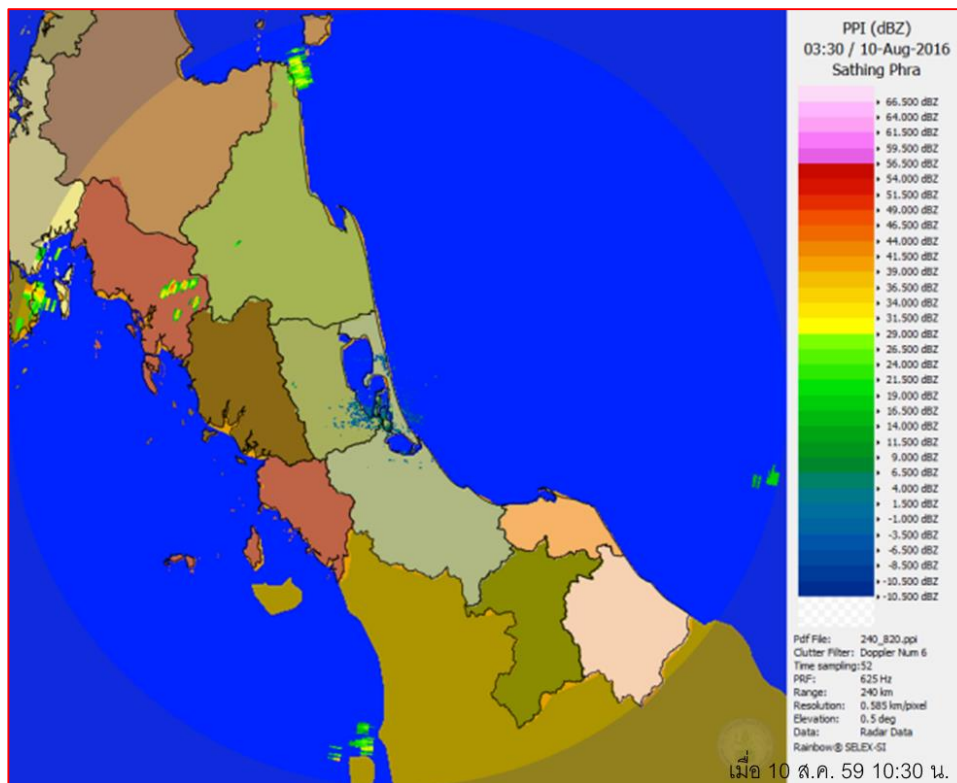 PPI (dBZ)
03:30 / 10-Aug-2016
Sathing Phra
66.500 dBZ
64.000 dBZ
61.500 dBZ
59.500 dBZ
56.500 dBZ
54.000 dBZ
51.500 dBZ
49.000 dBZ
46.500 dBZ
44.000 dBZ
41.500 dBZ
39.000 dBZ
36.500 dBZ
34.000 dBZ
31.500 dBZ
29.000 dBZ
26.500 dBZ
24.000 dBZ
21.500 dBZ
19.000 dBZ
16.500 dBZ
14.000 dBZ
11.500 dBZ
9.000 dBZ
6.500 dBZ
4.000 dBZ
1.500 dBZ
-1.000 dBZ
-3.500 dBZ
-6.500 dBZ
-8.500 dBZ
-10.500 dBZ
-10.500 dBZ
Pdf File: 240_820.ppi
Clutter Filter: Doppler Num 6
Time sampling:52
PRF: 625 Hz
Range: 240 km
Resolution: 0.585 km/pixel
Elevation: 0.5 deg
Data: Radar Data
Rainbow® SELEX-SI
เมื่อ 10 ส.ค. 59 10:30 น.